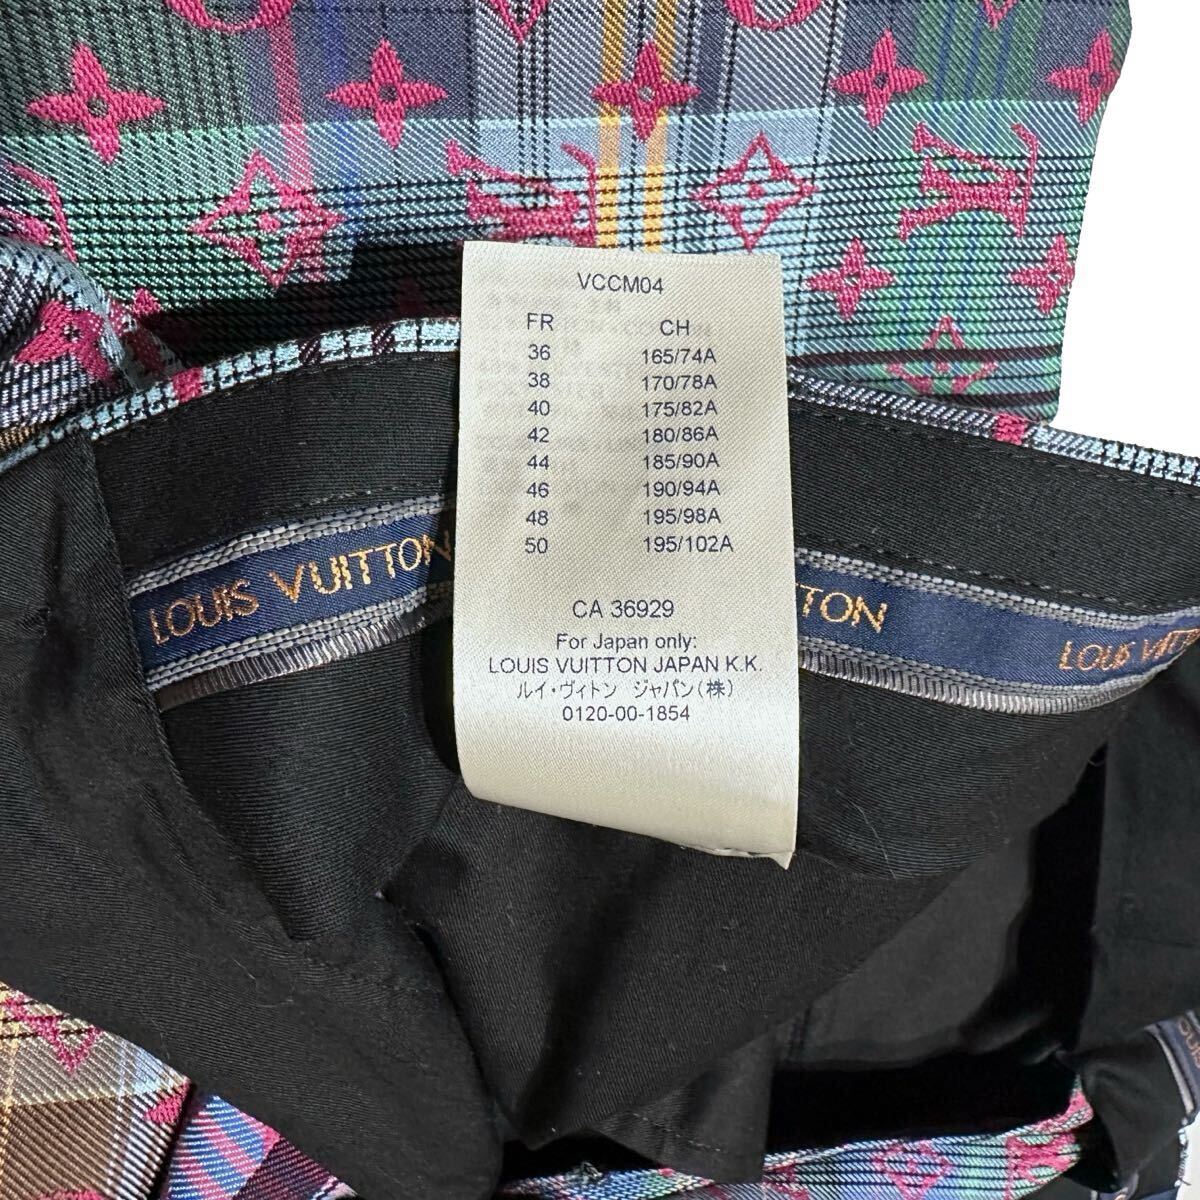 VCCM04
FR CH
36 165/74A
38 170/78A
40 175/82A
42 180/86A
44 185/90A
46 190/94A
48 195/98A
50 195/102A
CA 36929
For Japan only:
LOUIS VUITTON JAPAN K.K.
ルイ・ヴィトン ジャパン(株)
0120-00-1854
LOUIS VUITTON
TTON
LOUIS VUITT